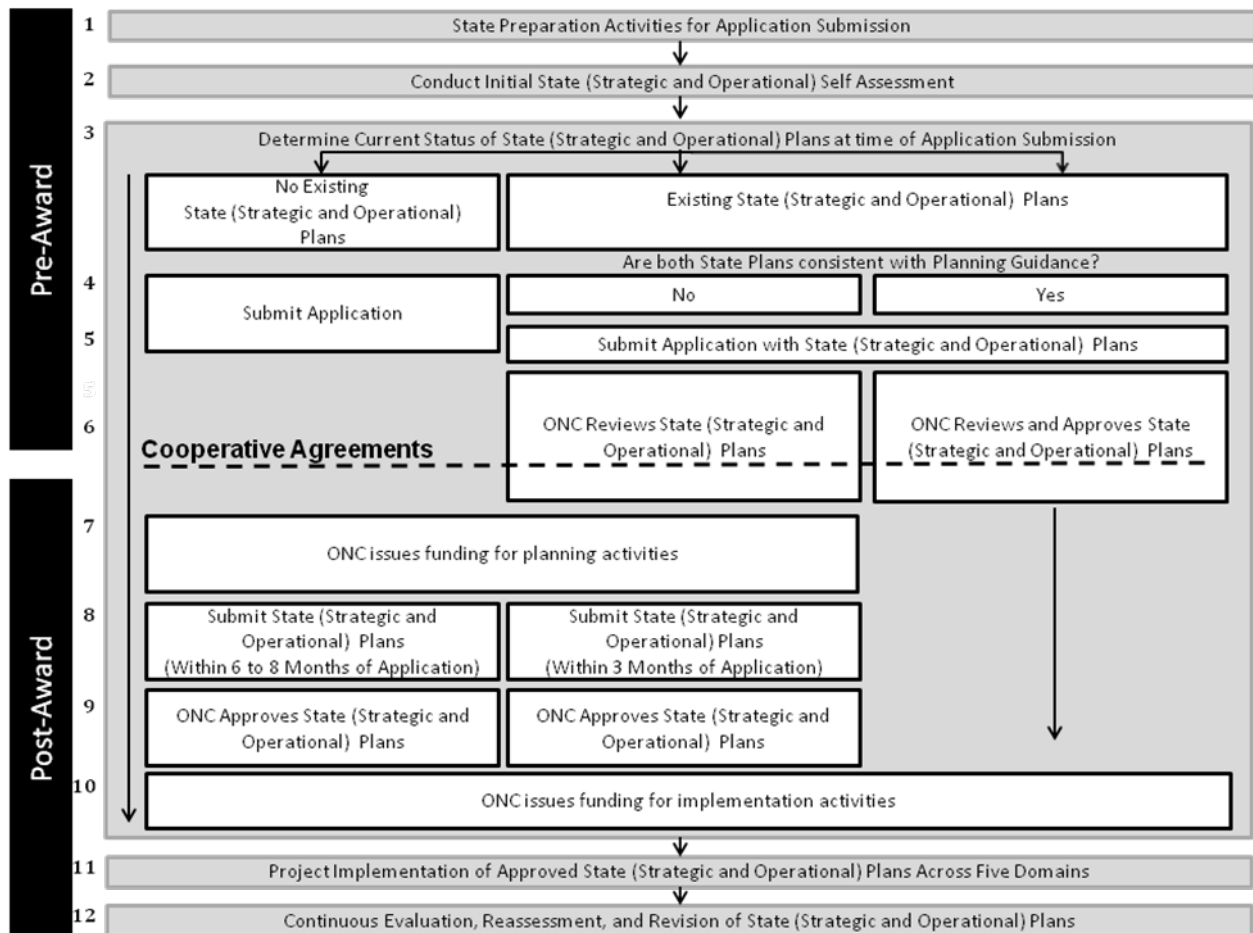 Pre-Award
Post-Award
1
State Preparation Activities for Application Submission
2
Conduct Initial State (Strategic and Operational) Self Assessment
3
Determine Current Status of State (Strategic and Operational) Plans at time of Application Submission
No Existing
State (Strategic and Operational)
Plans
Existing State (Strategic and Operational) Plans
Are both State Plans consistent with Planning Guidance?
4
Submit Application
No
Yes
5
Submit Application with State (Strategic and Operational) Plans
6
ONC Reviews State (Strategic and
Operational) Plans
ONC Reviews and Approves State
(Strategic and Operational) Plans
Cooperative Agreements
7
ONC issues funding for planning activities
8
Submit State (Strategic and
Operational) Plans
(Within 6 to 8 Months of Application)
Submit State (Strategic and
Operational) Plans
(Within 3 Months of Application)
9
ONC Approves State (Strategic and
Operational) Plans
ONC Approves State (Strategic and
Operational) Plans
10
ONC issues funding for implementation activities
11
Project Implementation of Approved State (Strategic and Operational) Plans Across Five Domains
12
Continuous Evaluation, Reassessment, and Revision of State (Strategic and Operational) Plans